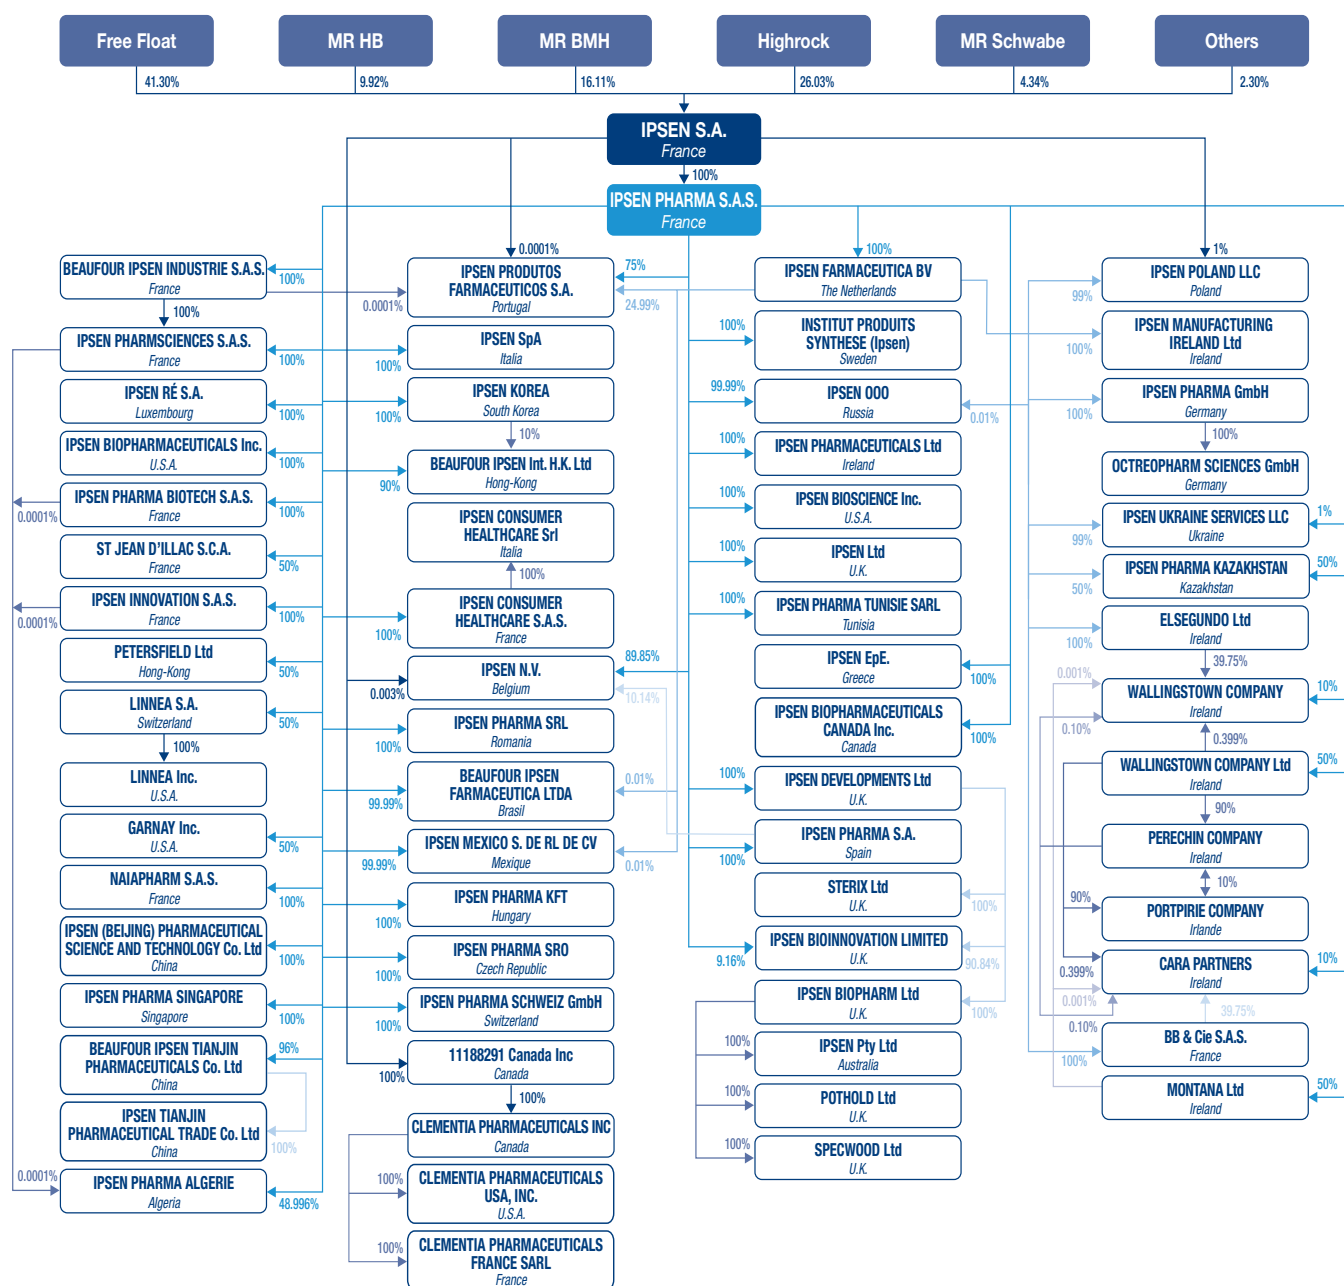 Free Float
MR HB
MR BMH
Highrock
MR Schwabe
Others
41.30%
9.92%
16.11%
26.03%
4.34%
2.30%
IPSEN S.A.
France
100%
IPSEN PHARMA S.A.S.
France
BEAUFOUR IPSEN INDUSTRIE S.A.S.
France
100%
100%
IPSEN PHARMSCIENCES S.A.S.
France
100%
IPSEN RÉ S.A.
Luxembourg
100%
IPSEN BIOPHARMACEUTICALS Inc.
U.S.A.
100%
IPSEN PHARMA BIOTECH S.A.S.
France
0.0001%
100%
ST JEAN D'ILLAC S.C.A.
France
50%
IPSEN INNOVATION S.A.S.
France
0.0001%
100%
PETERSFIELD Ltd
Hong-Kong
50%
LINNEA S.A.
Switzerland
50%
100%
LINNEA Inc.
U.S.A.
GARNAY Inc.
U.S.A.
50%
NAIAPHARM S.A.S.
France
100%
IPSEN (BEIJING) PHARMACEUTICAL
SCIENCE AND TECHNOLOGY Co. Ltd
China
100%
IPSEN PHARMA SINGAPORE
Singapore
100%
BEAUFOUR IPSEN TIANJIN
PHARMACEUTICALS Co. Ltd
China
96%
IPSEN TIANJIN
PHARMACEUTICAL TRADE Co. Ltd
China
100%
IPSEN PHARMA ALGERIE
Algeria
0.0001%
48.996%
0.0001%
IPSEN PRODUTOS
FARMACEUTICOS S.A.
Portugal
0.0001%
75%
24.99%
IPSEN SpA
Italia
100%
IPSEN KOREA
South Korea
100%
10%
BEAUFOUR IPSEN Int. H.K. Ltd
Hong-Kong
90%
IPSEN CONSUMER
HEALTHCARE Srl
Italia
100%
IPSEN CONSUMER
HEALTHCARE S.A.S.
France
100%
IPSEN N.V.
Belgium
0.003%
89.85%
10.14%
IPSEN PHARMA SRL
Romania
100%
BEAUFOUR IPSEN
FARMACEUTICA LTDA
Brasil
99.99%
0.01%
IPSEN MEXICO S. DE RL DE CV
Mexique
99.99%
0.01%
IPSEN PHARMA KFT
Hungary
100%
IPSEN PHARMA SRO
Czech Republic
100%
IPSEN PHARMA SCHWEIZ GmbH
Switzerland
100%
11188291 Canada Inc
Canada
100%
100%
CLEMENTIA PHARMACEUTICALS INC
Canada
CLEMENTIA PHARMACEUTICALS
USA, INC.
U.S.A.
100%
CLEMENTIA PHARMACEUTICALS
FRANCE SARL
France
100%
100%
IPSEN FARMACEUTICA BV
The Netherlands
INSTITUT PRODUITS
SYNTHESE (Ipsen)
Sweden
100%
IPSEN OOO
Russia
99.99%
0.01%
IPSEN PHARMACEUTICALS Ltd
Ireland
100%
IPSEN BIOSCIENCE Inc.
U.S.A.
100%
IPSEN Ltd
U.K.
100%
IPSEN PHARMA TUNISIE SARL
Tunisia
100%
IPSEN EpE.
Greece
100%
IPSEN BIOPHARMACEUTICALS
CANADA Inc.
Canada
100%
IPSEN DEVELOPMENTS Ltd
U.K.
100%
IPSEN PHARMA S.A.
Spain
100%
STERIX Ltd
U.K.
100%
IPSEN BIOINNOVATION LIMITED
U.K.
9.16%
90.84%
IPSEN BIOPHARM Ltd
U.K.
100%
IPSEN Pty Ltd
Australia
100%
POTHOLD Ltd
U.K.
100%
SPECWOOD Ltd
U.K.
100%
1%
IPSEN POLAND LLC
Poland
99%
IPSEN MANUFACTURING
IRELAND Ltd
Ireland
100%
IPSEN PHARMA GmbH
Germany
100%
100%
OCTREOPHARM SCIENCES GmbH
Germany
IPSEN UKRAINE SERVICES LLC
Ukraine
99%
1%
IPSEN PHARMA KAZAKHSTAN
Kazakhstan
50%
50%
ELSEGUNDO Ltd
Ireland
100%
39.75%
WALLINGSTOWN COMPANY
Ireland
0.001%
0.10%
10%
0.399%
WALLINGSTOWN COMPANY Ltd
Ireland
50%
90%
PERECHIN COMPANY
Ireland
10%
PORTPIRIE COMPANY
Irlande
90%
CARA PARTNERS
Ireland
0.399%
0.001%
0.10%
10%
39.75%
BB & Cie S.A.S.
France
100%
MONTANA Ltd
Ireland
50%